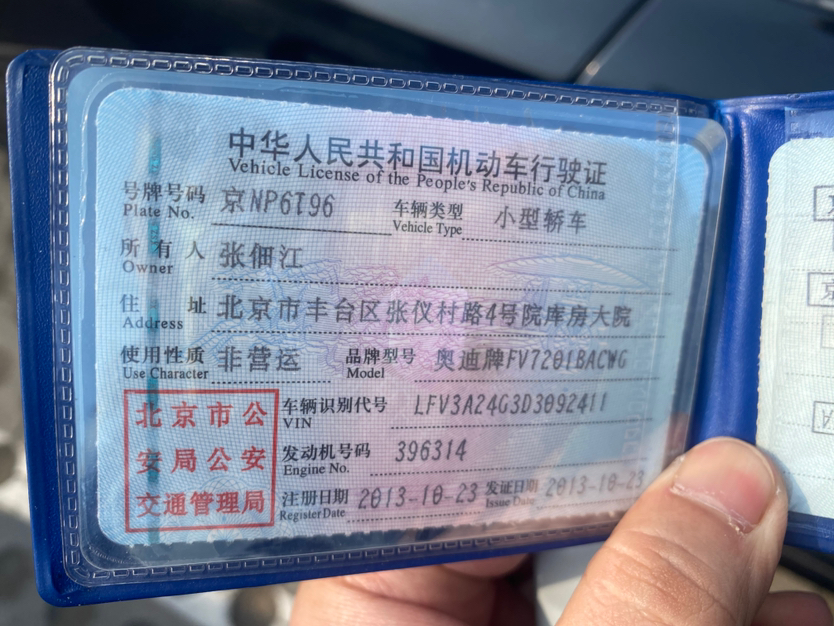 中华人民共和国机动车行驶证
Vehicle License of the People's Republic of China
号牌号码 京NP6T96 车辆类型 小型轿车
Plate No. Vehicle Type
所有人 张佃江
Owner
住址 北京市丰台区张仪村路4号院库房大院
Address
使用性质 非营运 品牌型号 奥迪牌FV7201BACWG
Use Character Model
北京市公 车辆识别代号 LFV3A24G3D3092411
VIN
安局公安 发动机号码 396314
Engine No.
交通管理局 注册日期 2013-10-23 发证日期 2013-10-23
Register Date Issue Date